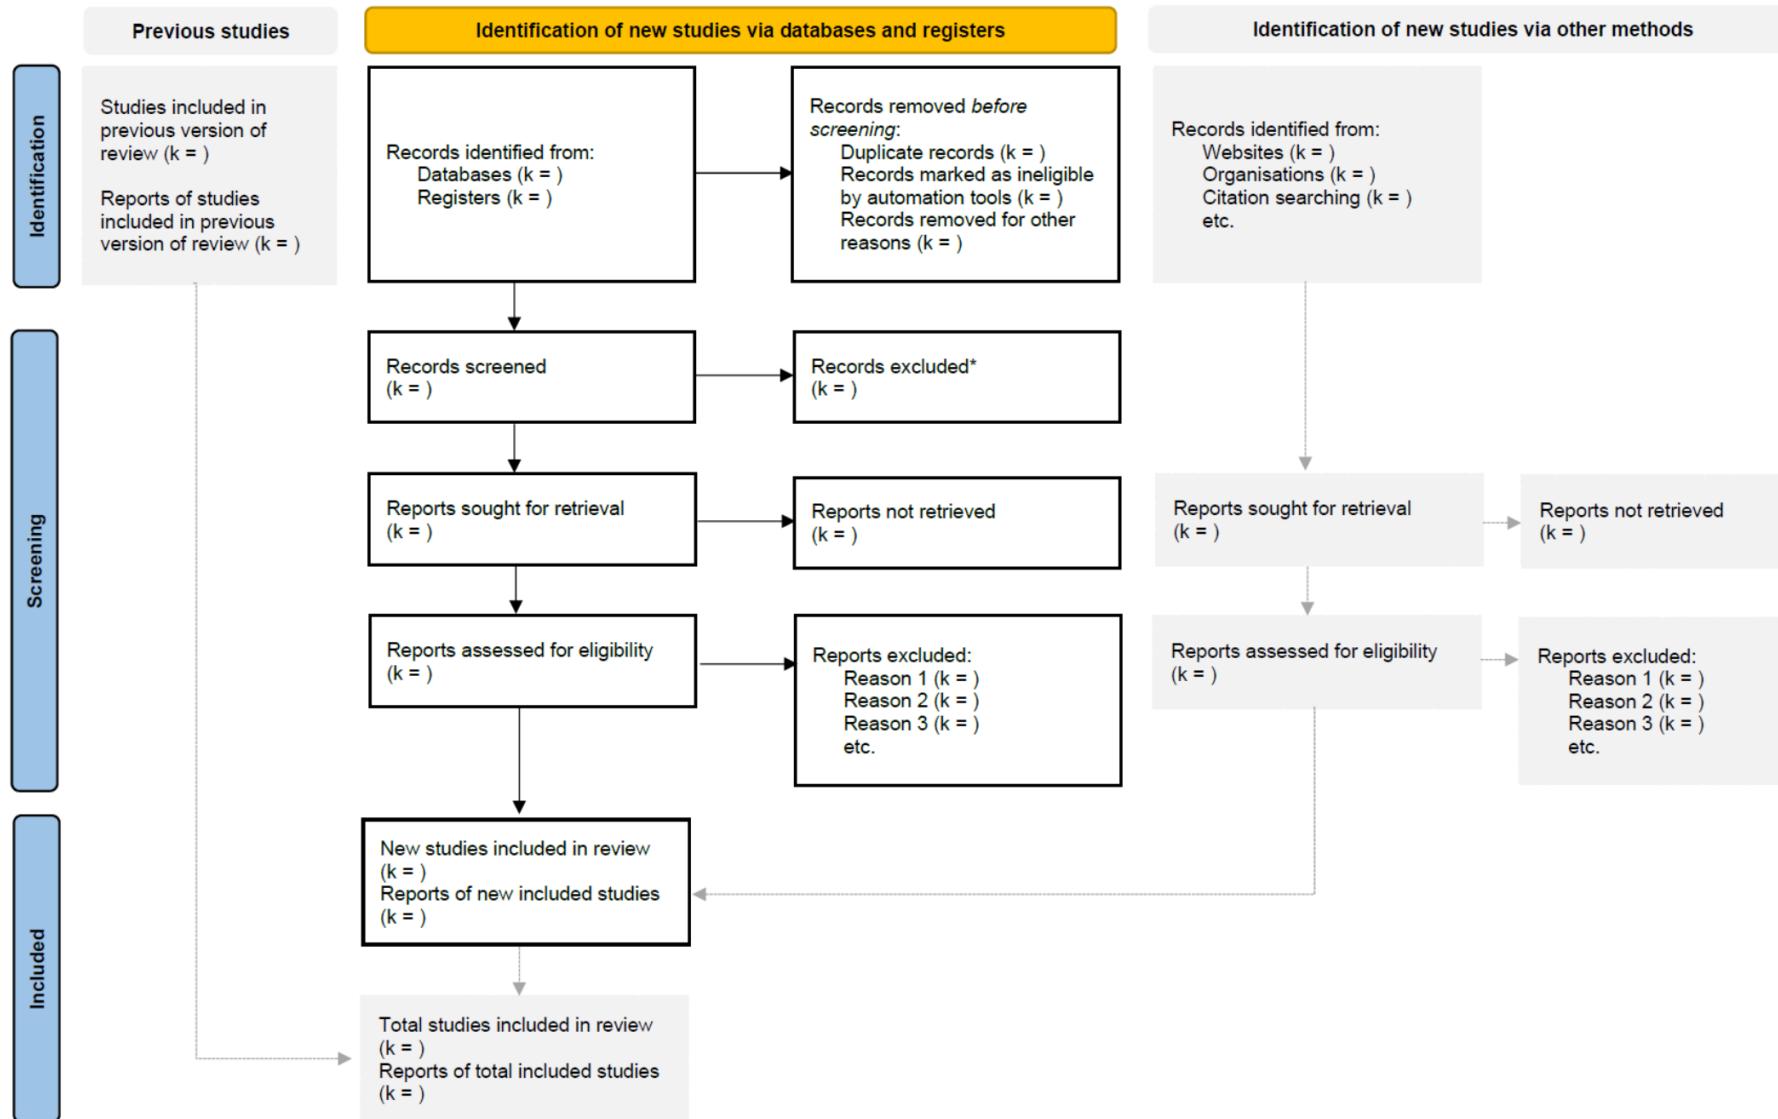 Previous studies
Identification of new studies via databases and registers
Identification of new studies via other methods
Identification
Studies included in
previous version of
review (k = )
Reports of studies
included in previous
version of review (k = )
Records identified from:
Databases (k = )
Registers (k = )
Records removed before
screening:
Duplicate records (k = )
Records marked as ineligible
by automation tools (k = )
Records removed for other
reasons (k = )
Records identified from:
Websites (k = )
Organisations (k = )
Citation searching (k = )
etc.
Screening
Records screened
(k = )
Records excluded*
(k = )
Reports sought for retrieval
(k = )
Reports not retrieved
(k = )
Reports sought for retrieval
(k = )
Reports not retrieved
(k = )
Reports assessed for eligibility
(k = )
Reports excluded:
Reason 1 (k = )
Reason 2 (k = )
Reason 3 (k = )
etc.
Reports assessed for eligibility
(k = )
Reports excluded:
Reason 1 (k = )
Reason 2 (k = )
Reason 3 (k = )
etc.
Included
New studies included in review
(k = )
Reports of new included studies
(k = )
Total studies included in review
(k = )
Reports of total included studies
(k = )